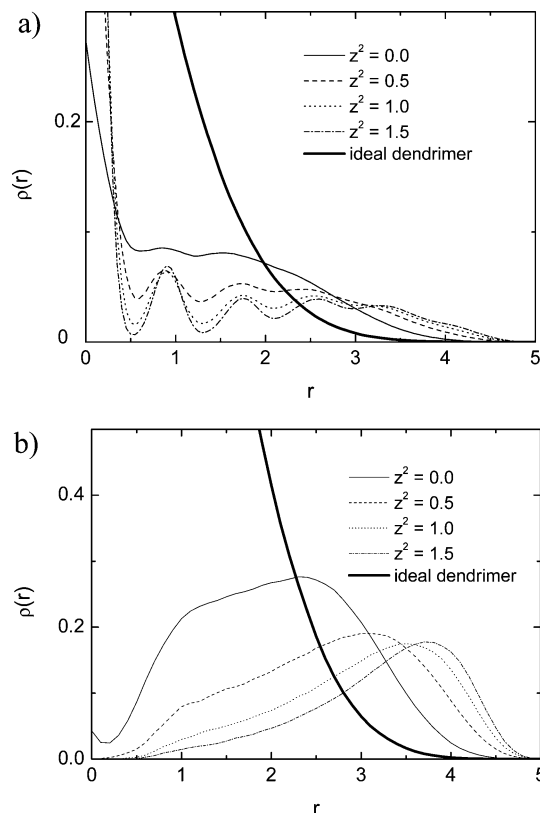 a)
z² = 0.0
z² = 0.5
z² = 1.0
z² = 1.5
ideal dendrimer
ρ(r)
0.2
0
0 1 2 3 4 5
r
b)
z² = 0.0
z² = 0.5
z² = 1.0
z² = 1.5
ideal dendrimer
ρ(r)
0.4
0.2
0.0
0 1 2 3 4 5
r